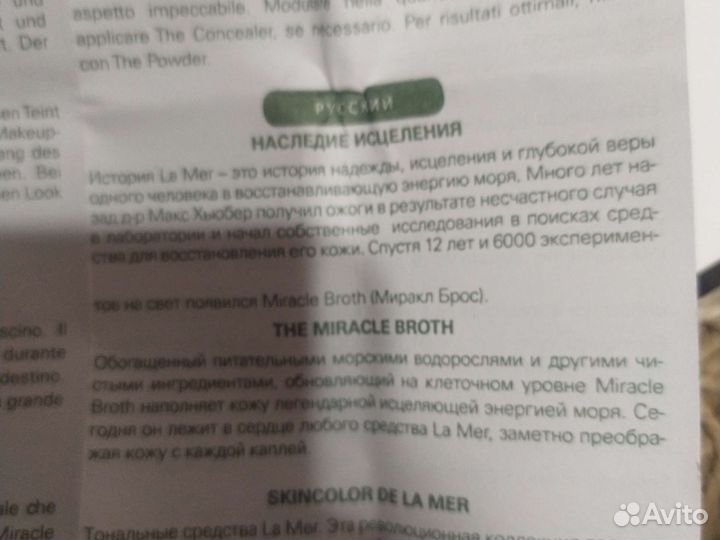 aspetto impeccabile. Modulare nella
applicare The Concealer, se necessario. Per risultati ottimali,
con The Powder.
und
t und
t. Der
en Teint
Makeup-
ang des
en. Bei
en Look
РУССКИЙ
НАСЛЕДИЕ ИСЦЕЛЕНИЯ
История La Mer – это история надежды, исцеления и глубокой веры
одного человека в восстанавливающую энергию моря. Много лет на-
зад д-р Макс Хьюбер получил ожоги в результате несчастного случая
в лаборатории и начал собственные исследования в поисках сред-
ства для восстановления его кожи. Спустя 12 лет и 6000 эксперимен-
тов на свет появился Miracle Broth (Миракл Брос).
THE MIRACLE BROTH
Обогащенный питательными морскими водорослями и другими чи-
стыми ингредиентами, обновляющий на клеточном уровне Miracle
Broth наполняет кожу легендарной исцеляющей энергией моря. Се-
годня он лежит в сердце любого средства La Mer, заметно преобра-
жая кожу с каждой каплей.
scino. Il
durante
destino
grande
SKINCOLOR DE LA MER
Тональные средства La Mer. Эта революционная
ale che
Miracle
Avito